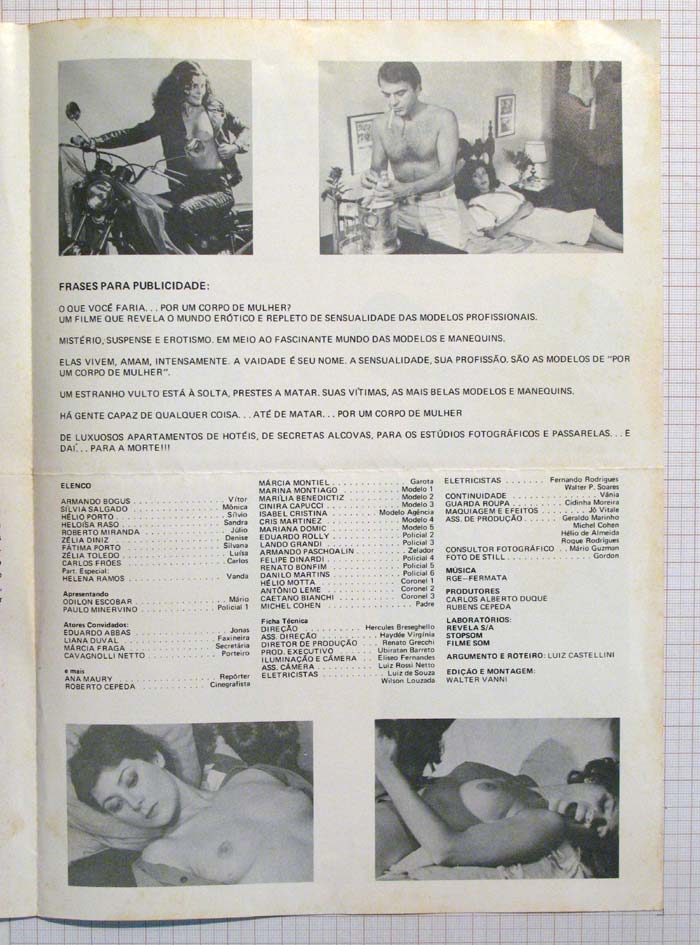 FRASES PARA PUBLICIDADE:
O QUE VOCÊ FARIA. . . POR UM CORPO DE MULHER?
UM FILME QUE REVELA O MUNDO ERÓTICO E REPLETO DE SENSUALIDADE DAS MODELOS PROFISSIONAIS.
MISTÉRIO, SUSPENSE E EROTISMO. EM MEIO AO FASCINANTE MUNDO DAS MODELOS E MANEQUINS.
ELAS VIVEM, AMAM, INTENSAMENTE. A VAIDADE É SEU NOME. A SENSUALIDADE, SUA PROFISSÃO. SÃO AS MODELOS DE "POR
UM CORPO DE MULHER".
UM ESTRANHO VULTO ESTÁ À SOLTA, PRESTES A MATAR. SUAS VÍTIMAS, AS MAIS BELAS MODELOS E MANEQUINS.
HÁ GENTE CAPAZ DE QUALQUER COISA. . . ATÉ DE MATAR. . . POR UM CORPO DE MULHER
DE LUXUOSOS APARTAMENTOS DE HOTÉIS, DE SECRETAS ALCOVAS, PARA OS ESTÚDIOS FOTOGRÁFICOS E PASSARELAS. . . E
DAÍ. . . PARA A MORTE!!!
ELENCO
ARMANDO BOGUS . . . Vítor
SÍLVIA SALGADO . . . Mônica
HÉLIO PORTO . . . Sílvio
HELOÍSA RASO . . . Sandra
ROBERTO MIRANDA . . . Júlio
ZÉLIA DINIZ . . . Denise
FÁTIMA PORTO . . . Silvana
ZÉLIA TOLEDO . . . Luísa
CARLOS FRÓES . . . Carlos
Part. Especial:
HELENA RAMOS . . . Vanda
Apresentando
ODILON ESCOBAR . . . Mário
PAULO MINERVINO . . . Policial 1
Atores Convidados:
EDUARDO ABBAS . . . Jonas
LIANA DUVAL . . . Faxineira
MÁRCIA FRAGA . . . Secretária
CAVAGNOLLI NETTO . . . Porteiro
e mais
ANA MAURY . . . Repórter
ROBERTO CEPEDA . . . Cinegrafista
MÁRCIA MONTIEL . . . Garota
MARINA MONTIAGO . . . Modelo 1
MARÍLIA BENEDICTIZ . . . Modelo 2
CINIRA CAPUCCI . . . Modelo 3
ISABEL CRISTINA . . . Modelo Agência
CRIS MARTINEZ . . . Modelo 4
MARIANA DOMIC . . . Modelo 5
EDUARDO ROLLY . . . Policial 2
LANDO GRANDI . . . Policial 3
ARMANDO PASCHOALIN . . . Zelador
FELIPE DINARDI . . . Policial 4
RENATO BONFIM . . . Policial 5
DANILO MARTINS . . . Policial 6
HÉLIO MOTTA . . . Coronel 1
ANTÔNIO LEME . . . Coronel 2
CAETANO BIANCHI . . . Coronel 3
MICHEL COHEN . . . Padre
Ficha Técnica
DIREÇÃO . . . Hercules Breseghello
ASS. DIREÇÃO . . . Haydée Virgínia
DIRETOR DE PRODUÇÃO . . . Renato Grecchi
PROD. EXECUTIVO . . . Ubiratan Barreto
ILUMINAÇÃO E CÂMERA . . Eliseo Fernandes
ASS. CÂMERA . . . Luiz Rossi Netto
ELETRICISTAS . . . Luiz de Souza
Wilson Louzada
ELETRICISTAS . . . Fernando Rodrigues
Walter P. Soares
CONTINUIDADE . . . Vânia
GUARDA ROUPA . . . Cidinha Moreira
MAQUIAGEM E EFEITOS . . . Jô Vitale
ASS. DE PRODUÇÃO . . . Geraldo Marinho
Michel Cohen
Hélio de Almeida
Roque Rodrigues
CONSULTOR FOTOGRÁFICO . . Mário Guzman
FOTO DE STILL . . . Gordon
MÚSICA
RGE-FERMATA
PRODUTORES
CARLOS ALBERTO DUQUE
RUBENS CEPEDA
LABORATÓRIOS:
REVELA S/A
STOPSOM
FILME SOM
ARGUMENTO E ROTEIRO: LUIZ CASTELLINI
EDIÇÃO E MONTAGEM:
WALTER VANNI